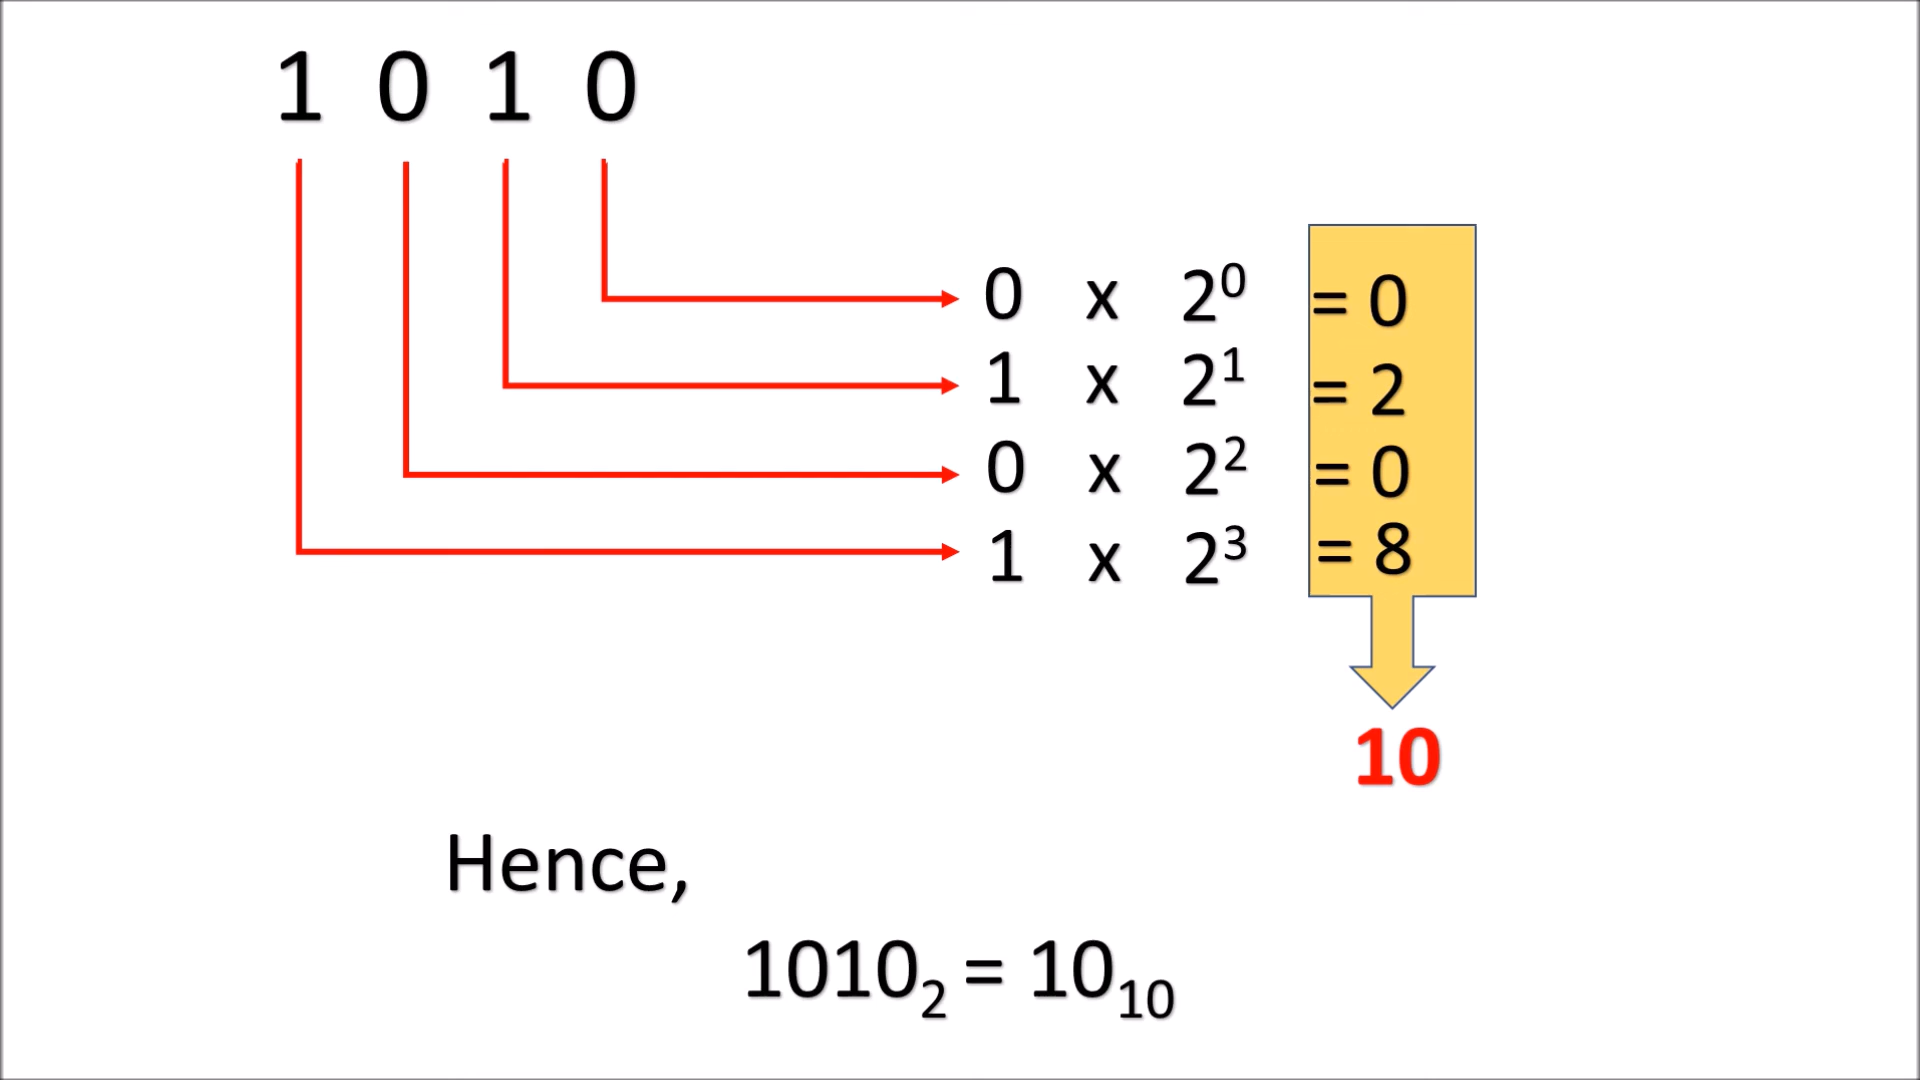 1 0 1 0
0 x 2⁰ = 0
1 x 2¹ = 2
0 x 2² = 0
1 x 2³ = 8
10
Hence,
1010₂ = 10₁₀